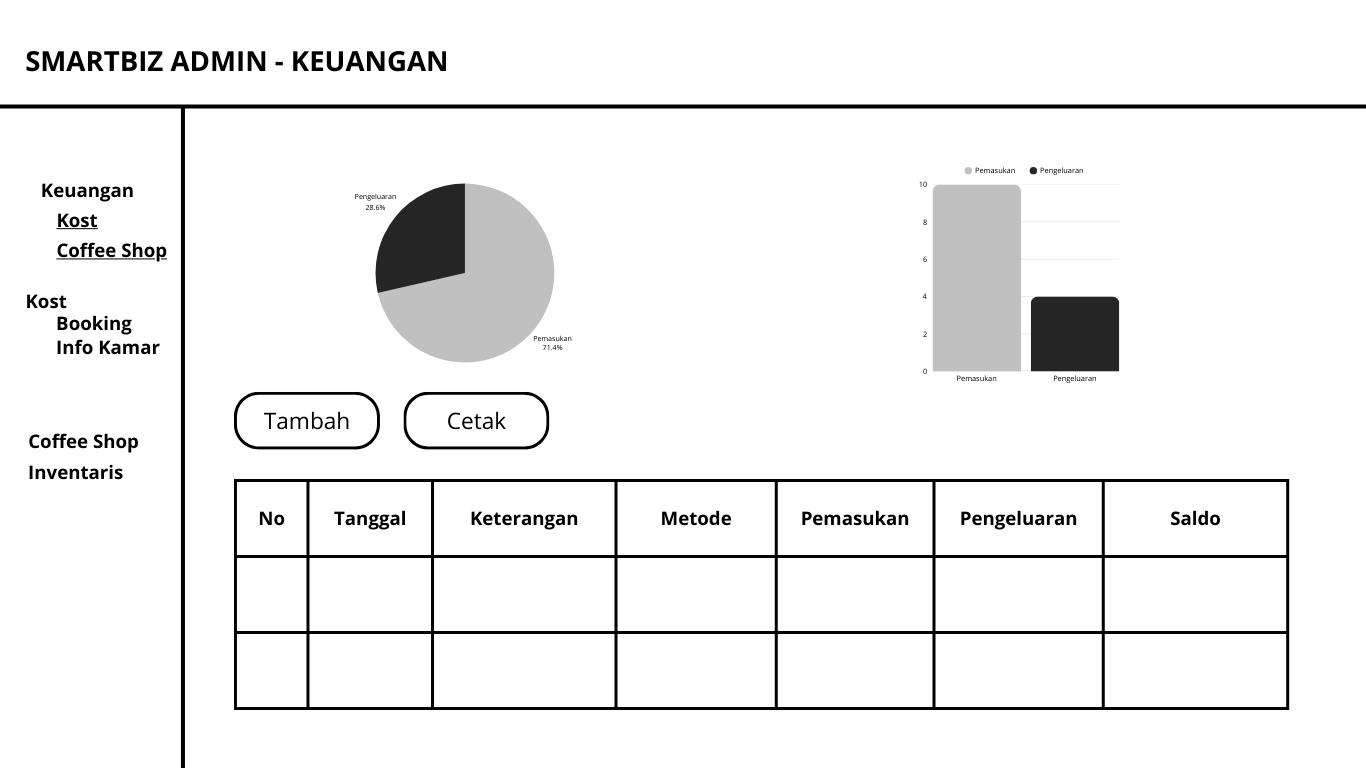 SMARTBIZ ADMIN - KEUANGAN
Keuangan
Kost
Coffee Shop
Kost
Booking
Info Kamar
Coffee Shop
Inventaris
Pengeluaran
28.6%
Pemasukan
71.4%
Pemasukan Pengeluaran
10
8
6
4
2
0
Pemasukan Pengeluaran
Tambah Cetak
No Tanggal Keterangan Metode Pemasukan Pengeluaran Saldo